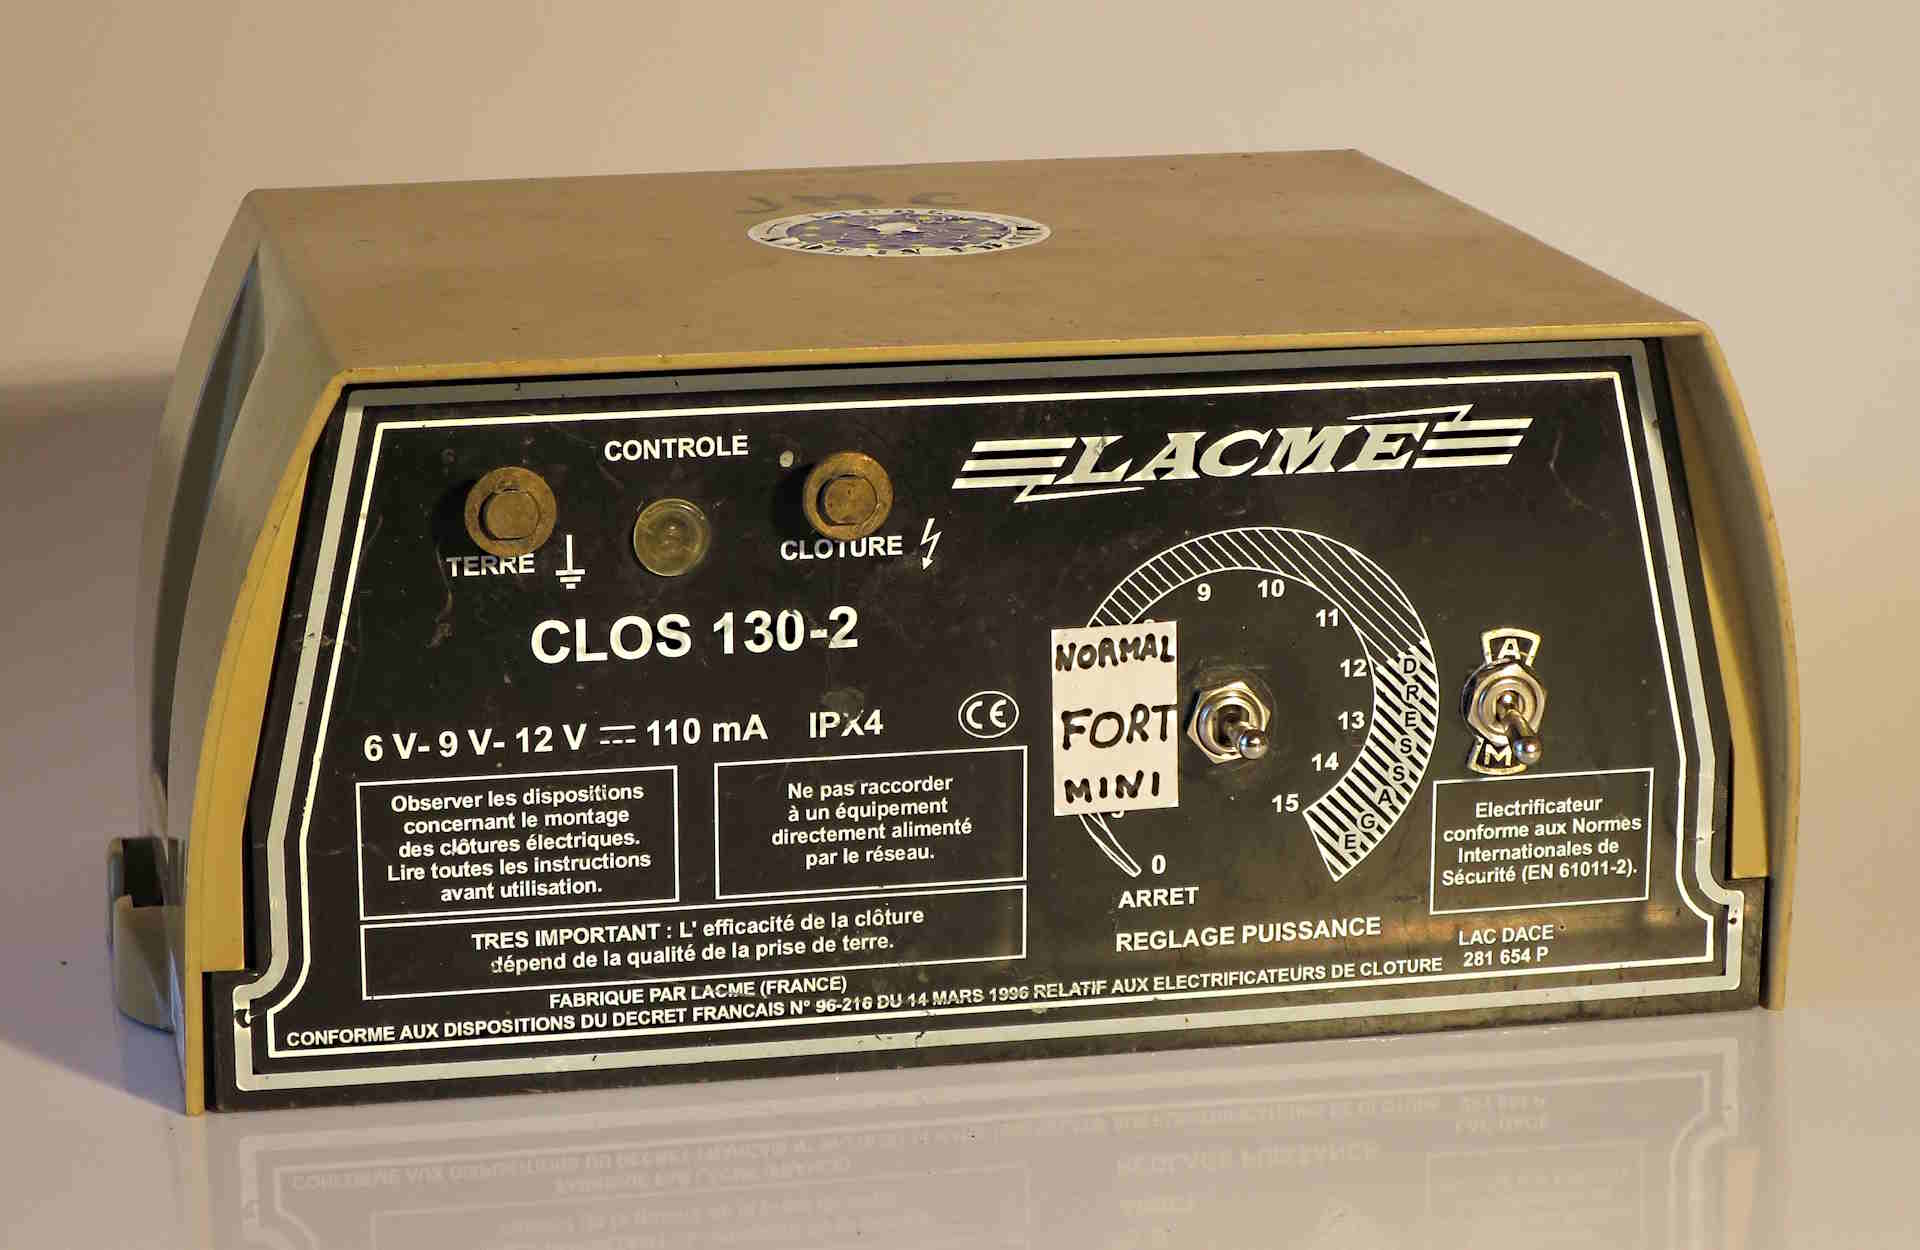 JMC
CONTROLE
LACME
TERRE
CLOTURE
CLOS 130-2
9
10
11
12
13
14
15
0
DRESSAGE
NORMAL
FORT
MINI
A
M
6 V- 9 V- 12 V 110 mA IPX4 CE
Observer les dispositions
concernant le montage
des clôtures électriques.
Lire toutes les instructions
avant utilisation.
Ne pas raccorder
à un équipement
directement alimenté
par le réseau.
TRES IMPORTANT : L' efficacité de la clôture
dépend de la qualité de la prise de terre.
ARRET
REGLAGE PUISSANCE
Electrificateur
conforme aux Normes
Internationales de
Sécurité (EN 61011-2).
LAC DACE
281 654 P
FABRIQUE PAR LACME (FRANCE)
CONFORME AUX DISPOSITIONS DU DECRET FRANCAIS N° 96-216 DU 14 MARS 1996 RELATIF AUX ELECTRIFICATEURS DE CLOTURE